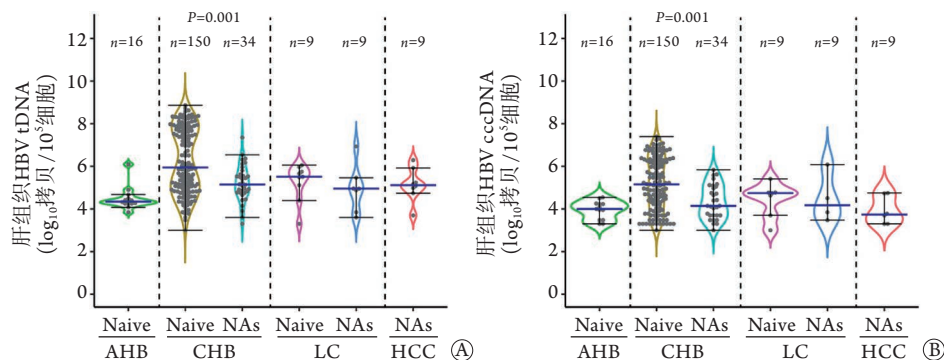 P=0.001
n=16 n=150 n=34 n=9 n=9 n=9
肝组织HBV tDNA
(log₁₀拷贝/10⁵细胞)
12
10
8
6
4
2
0
Naive Naive NAs Naive NAs NAs
AHB CHB LC HCC Ⓐ
P=0.001
n=16 n=150 n=34 n=9 n=9 n=9
肝组织HBV cccDNA
(log₁₀拷贝/10⁵细胞)
12
10
8
6
4
2
0
Naive Naive NAs Naive NAs NAs
AHB CHB LC HCC Ⓑ